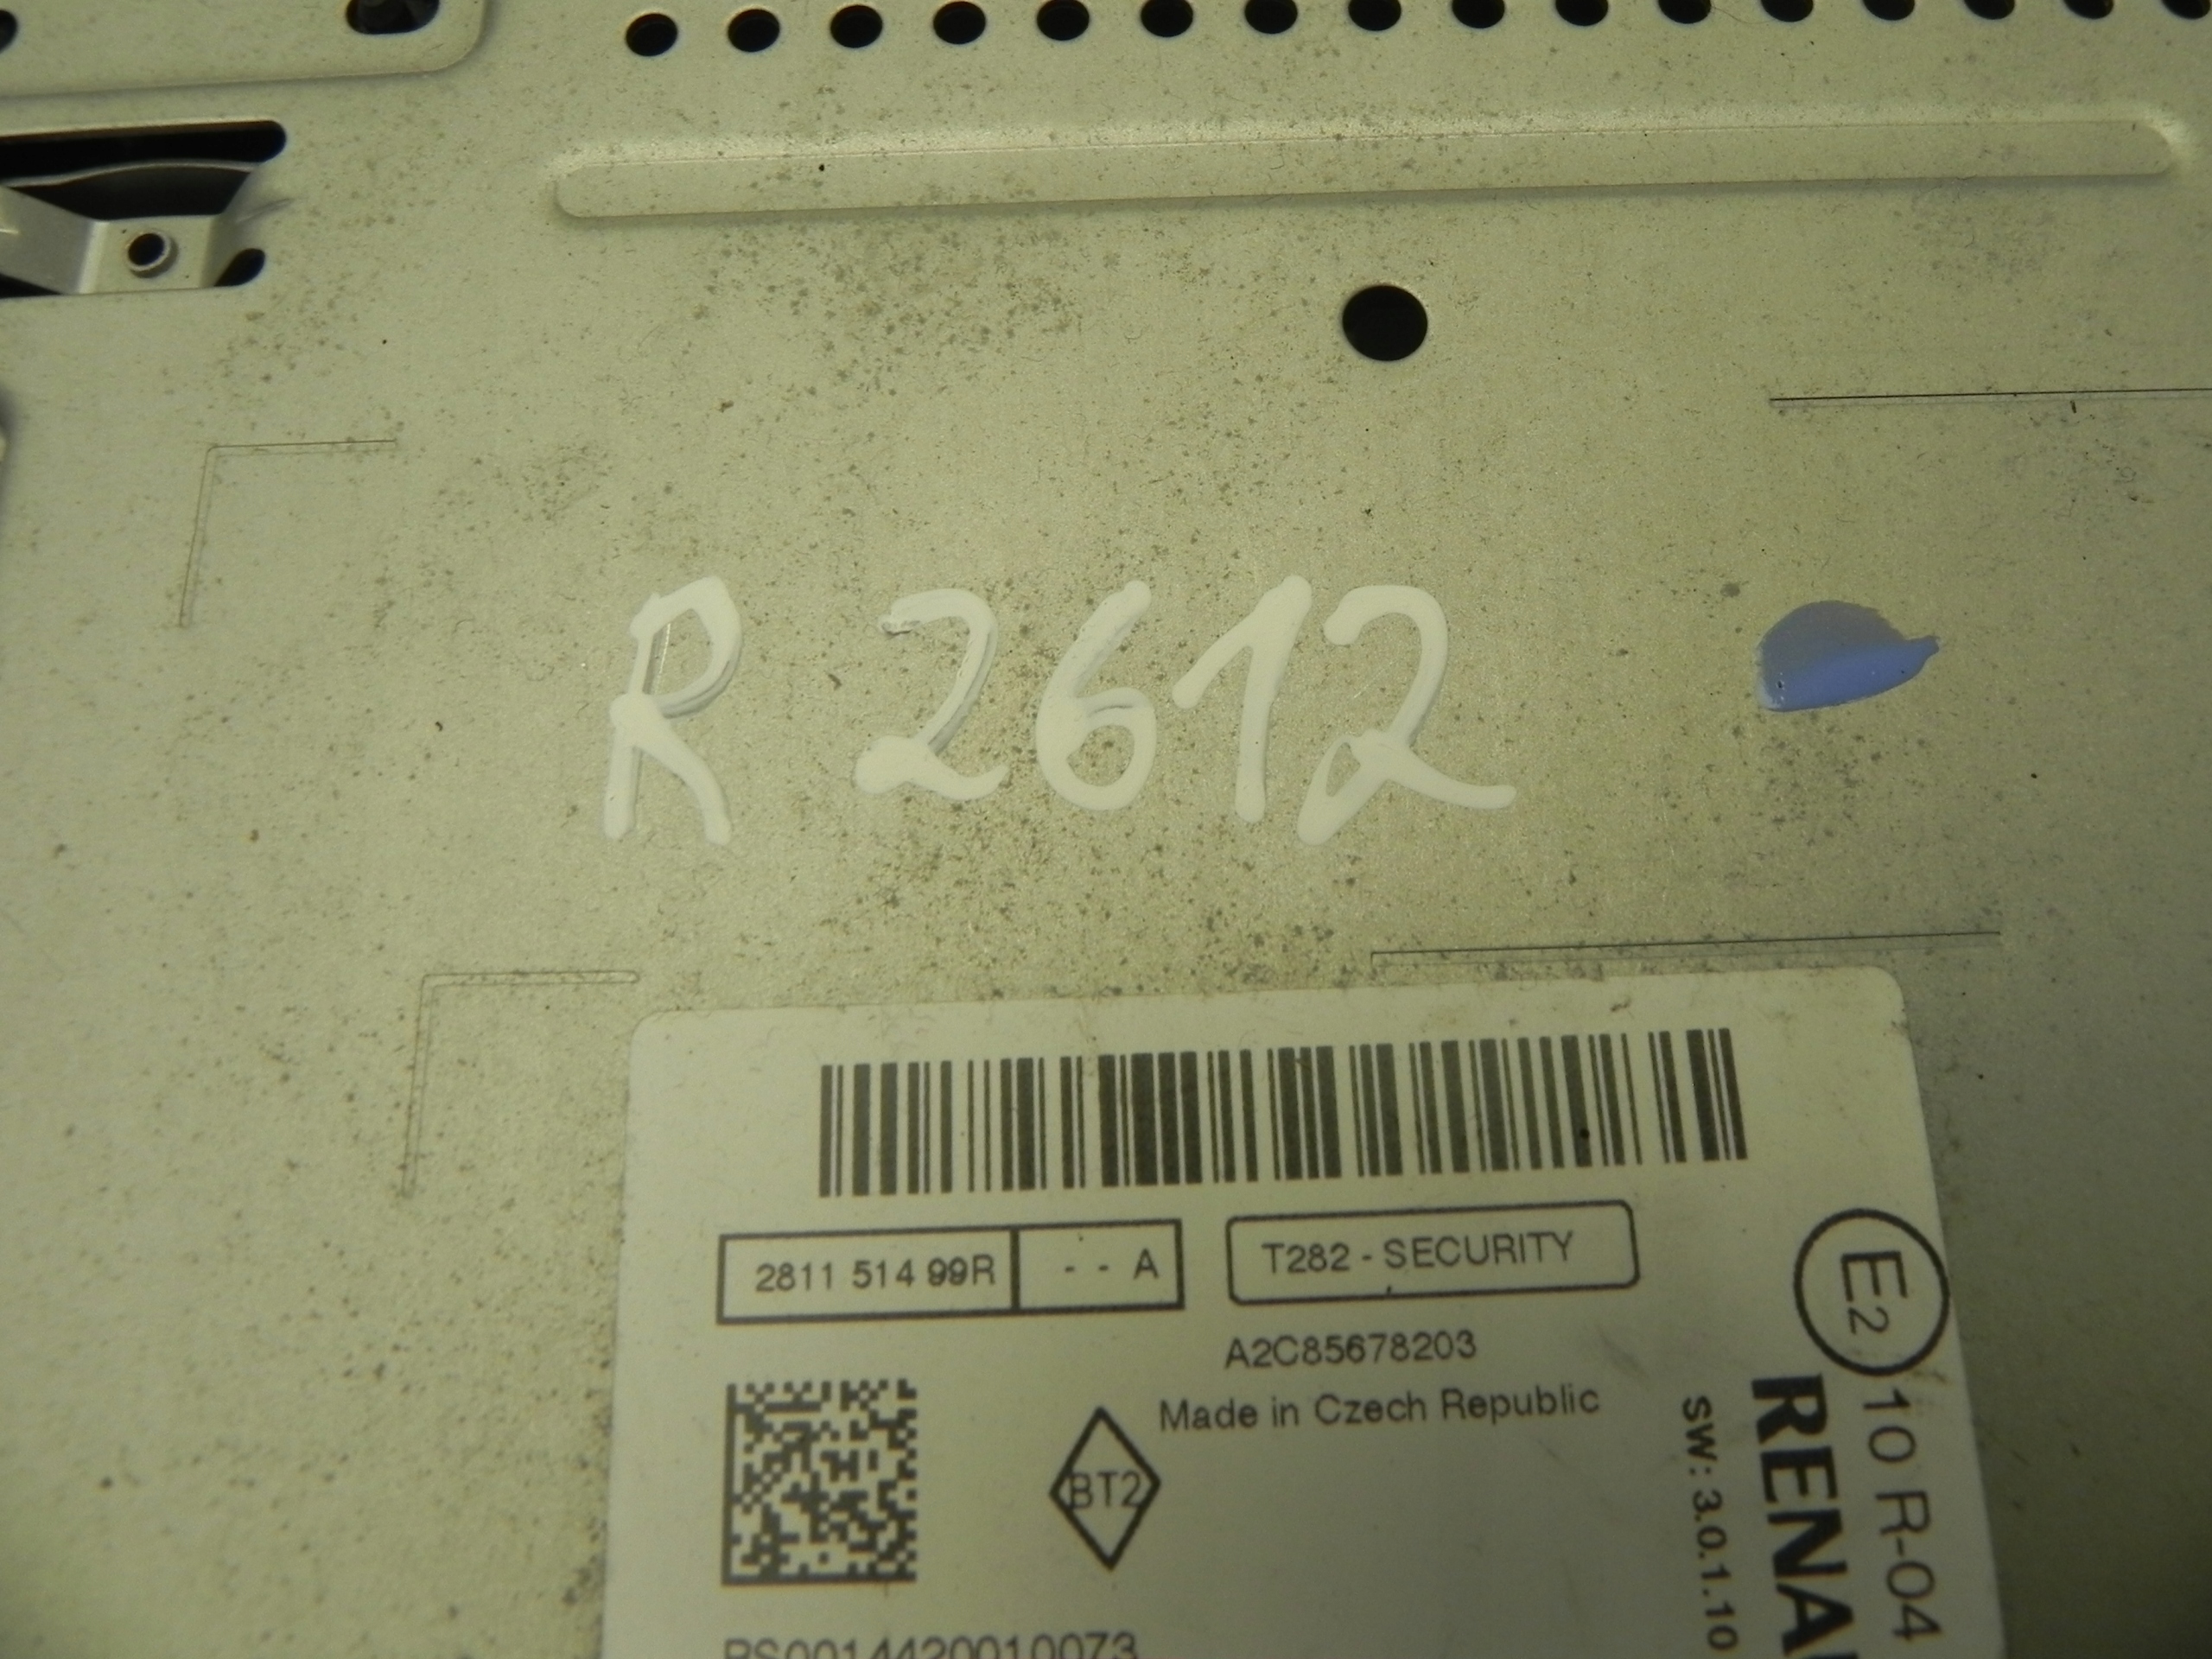 R 2612
2811 514 99R - - A
T282 - SECURITY
E2
10 R-04
A2C85678203
Made in Czech Republic
BT2
SW: 3.0.1.10
RENA